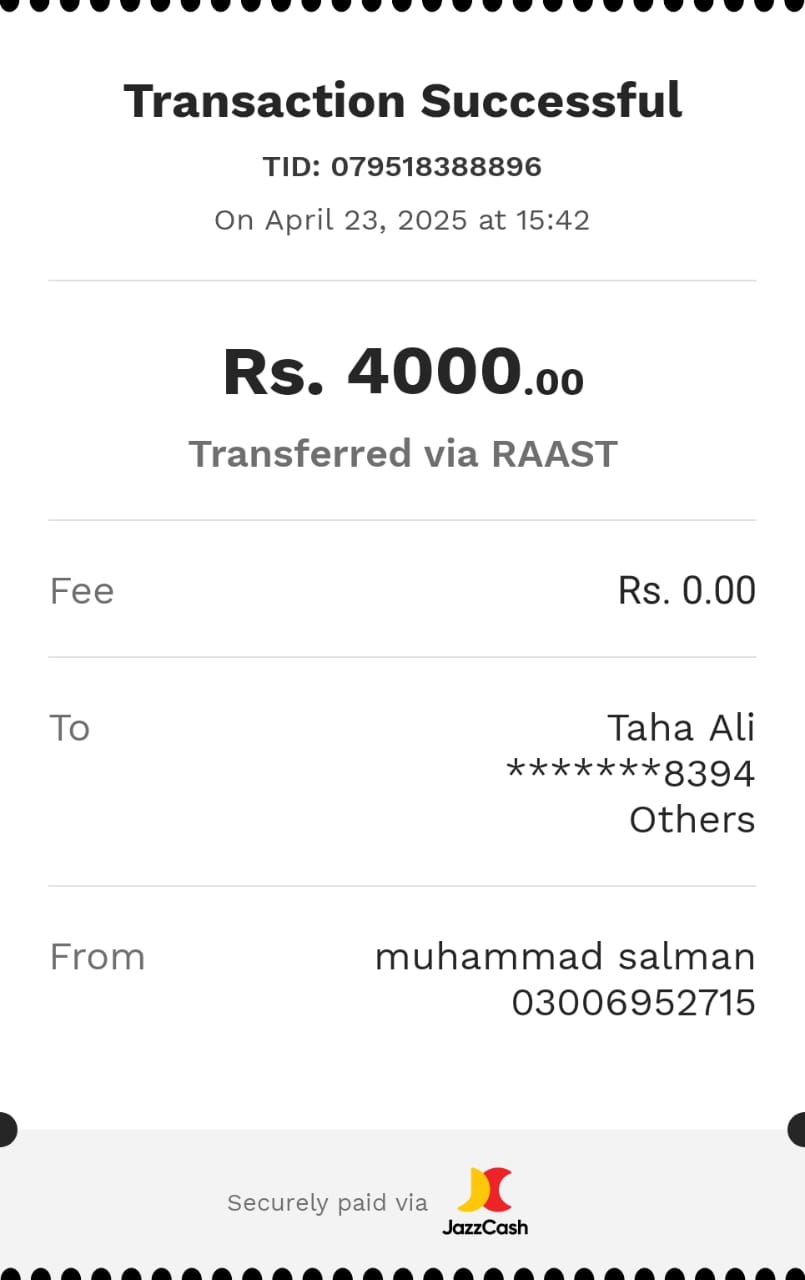 Transaction Successful
TID: 079518388896
On April 23, 2025 at 15:42
Rs. 4000.00
Transferred via RAAST
Fee Rs. 0.00
To Taha Ali
*******8394
Others
From muhammad salman
03006952715
Securely paid via JazzCash